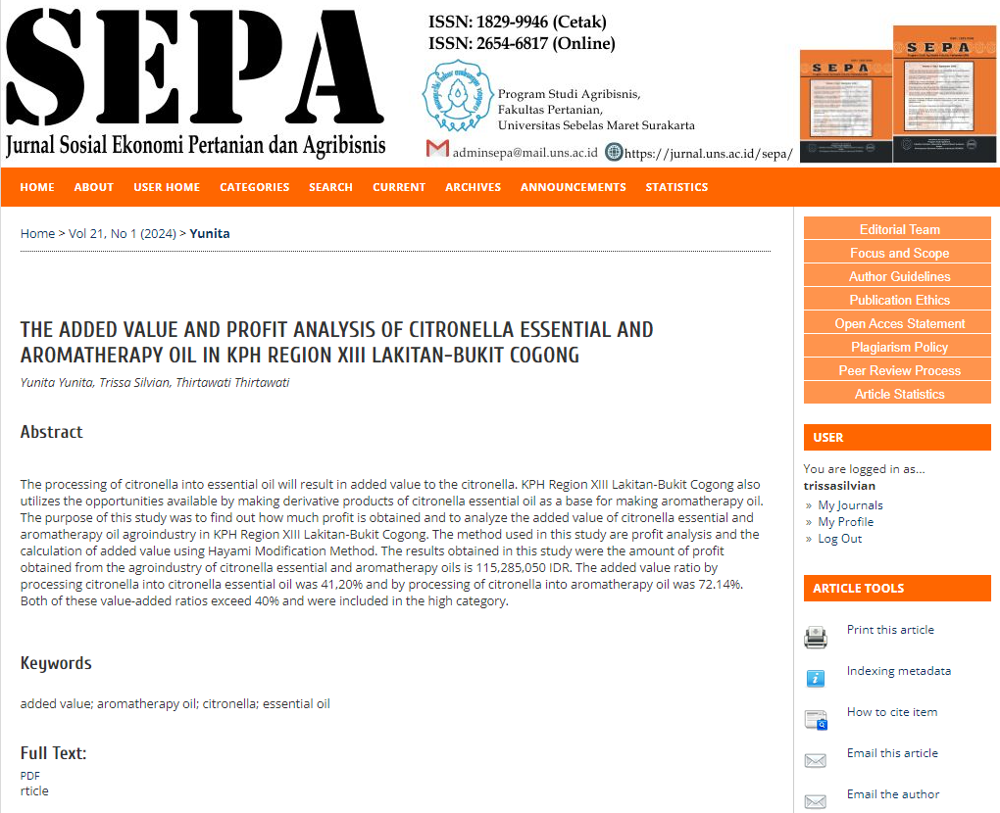 SEPA
Jurnal Sosial Ekonomi Pertanian dan Agribisnis
ISSN: 1829-9946 (Cetak)
ISSN: 2654-6817 (Online)
Program Studi Agribisnis,
Fakultas Pertanian,
Universitas Sebelas Maret Surakarta
adminsepa@mail.uns.ac.id https://jurnal.uns.ac.id/sepa/
SEPA
SEPA
HOME ABOUT USER HOME CATEGORIES SEARCH CURRENT ARCHIVES ANNOUNCEMENTS STATISTICS
Home > Vol 21, No 1 (2024) > Yunita
THE ADDED VALUE AND PROFIT ANALYSIS OF CITRONELLA ESSENTIAL AND
AROMATHERAPY OIL IN KPH REGION XIII LAKITAN-BUKIT COGONG
Yunita Yunita, Trissa Silvian, Thirtawati Thirtawati
Abstract
The processing of citronella into essential oil will result in added value to the citronella. KPH Region XIII Lakitan-Bukit Cogong also
utilizes the opportunities available by making derivative products of citronella essential oil as a base for making aromatherapy oil.
The purpose of this study was to find out how much profit is obtained and to analyze the added value of citronella essential and
aromatherapy oil agroindustry in KPH Region XIII Lakitan-Bukit Cogong. The method used in this study are profit analysis and the
calculation of added value using Hayami Modification Method. The results obtained in this study were the amount of profit
obtained from the agroindustry of citronella essential and aromatherapy oils is 115,285,050 IDR. The added value ratio by
processing citronella into citronella essential oil was 41,20% and by processing of citronella into aromatherapy oil was 72.14%.
Both of these value-added ratios exceed 40% and were included in the high category.
Keywords
added value; aromatherapy oil; citronella; essential oil
Full Text:
PDF
rticle
Editorial Team
Focus and Scope
Author Guidelines
Publication Ethics
Open Acces Statement
Plagiarism Policy
Peer Review Process
Article Statistics
USER
You are logged in as...
trissasilvian
» My Journals
» My Profile
» Log Out
ARTICLE TOOLS
Print this article
Indexing metadata
How to cite item
Email this article
Email the author